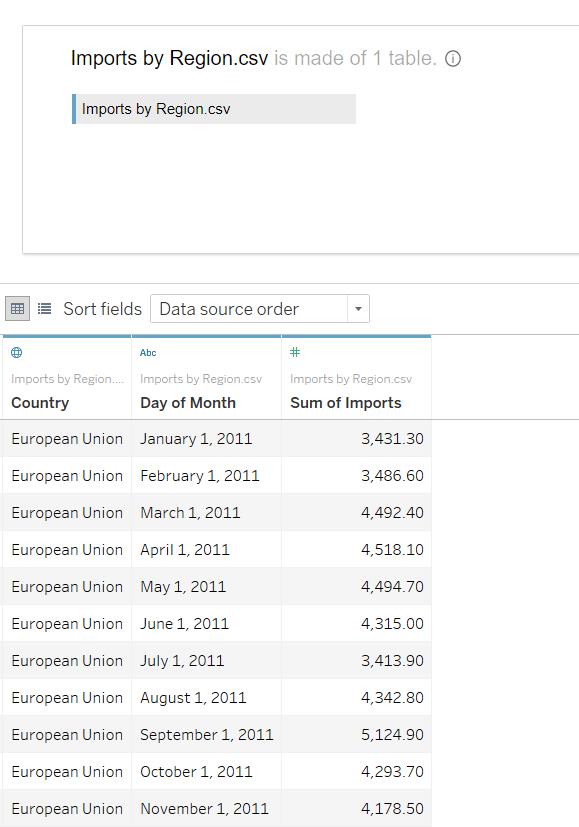 Imports by Region.csv is made of 1 table.
Imports by Region.csv
Sort fields Data source order
Abc #
Imports by Region.... Imports by Region.csv Imports by Region.csv
Country Day of Month Sum of Imports
European Union January 1, 2011 3,431.30
European Union February 1, 2011 3,486.60
European Union March 1, 2011 4,492.40
European Union April 1, 2011 4,518.10
European Union May 1, 2011 4,494.70
European Union June 1, 2011 4,315.00
European Union July 1, 2011 3,413.90
European Union August 1, 2011 4,342.80
European Union September 1, 2011 5,124.90
European Union October 1, 2011 4,293.70
European Union November 1, 2011 4,178.50